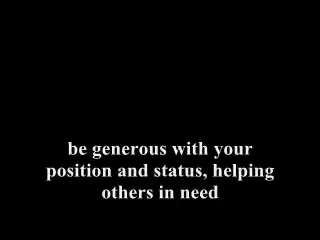 be generous with your
position and status, helping
others in need